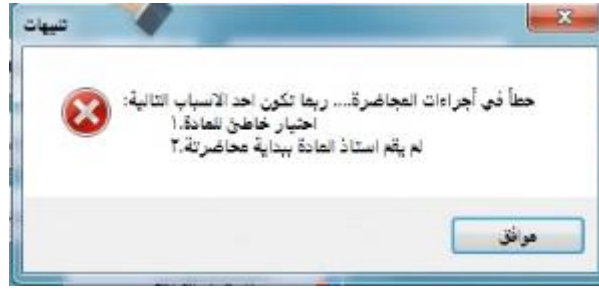 تنبيهات
خطأ في أجراءات المحاضرة.... ربما تكون احد الاسباب التالية:
اختيار خاطئ للمادة.١
لم يقم استاذ المادة ببداية محاضرتة.٢
موافق